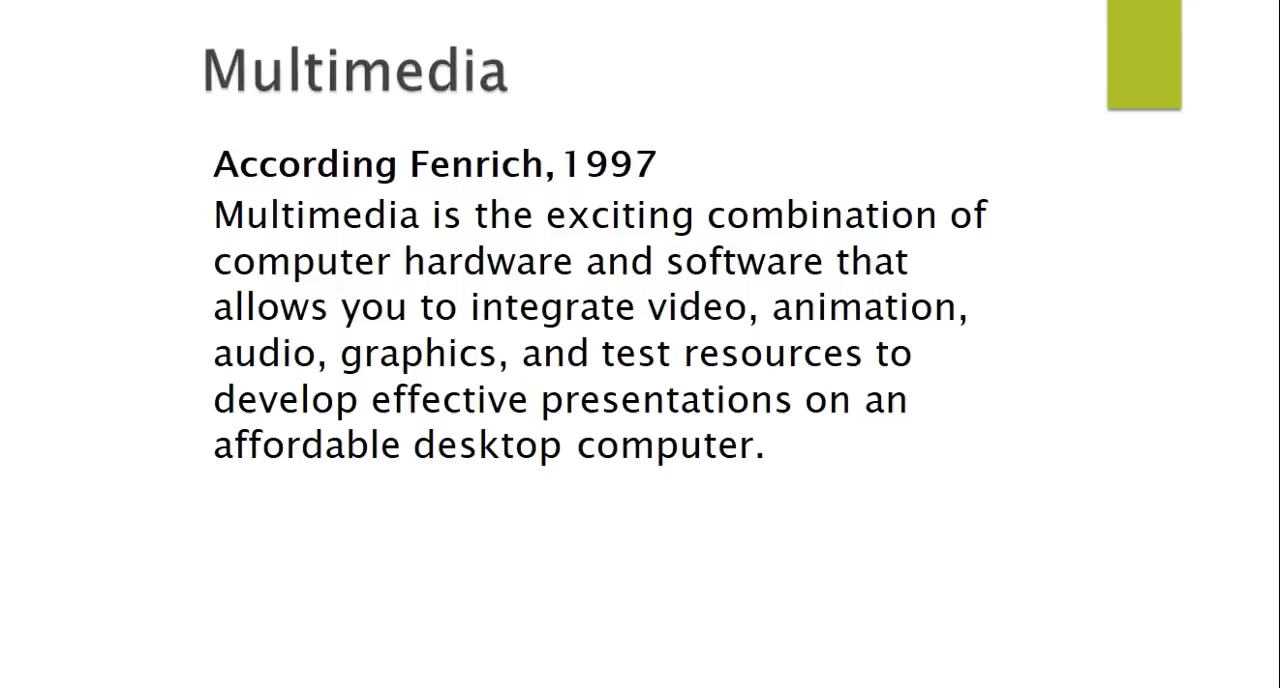 Multimedia
According Fenrich, 1997
Multimedia is the exciting combination of
computer hardware and software that
allows you to integrate video, animation,
audio, graphics, and test resources to
develop effective presentations on an
affordable desktop computer.